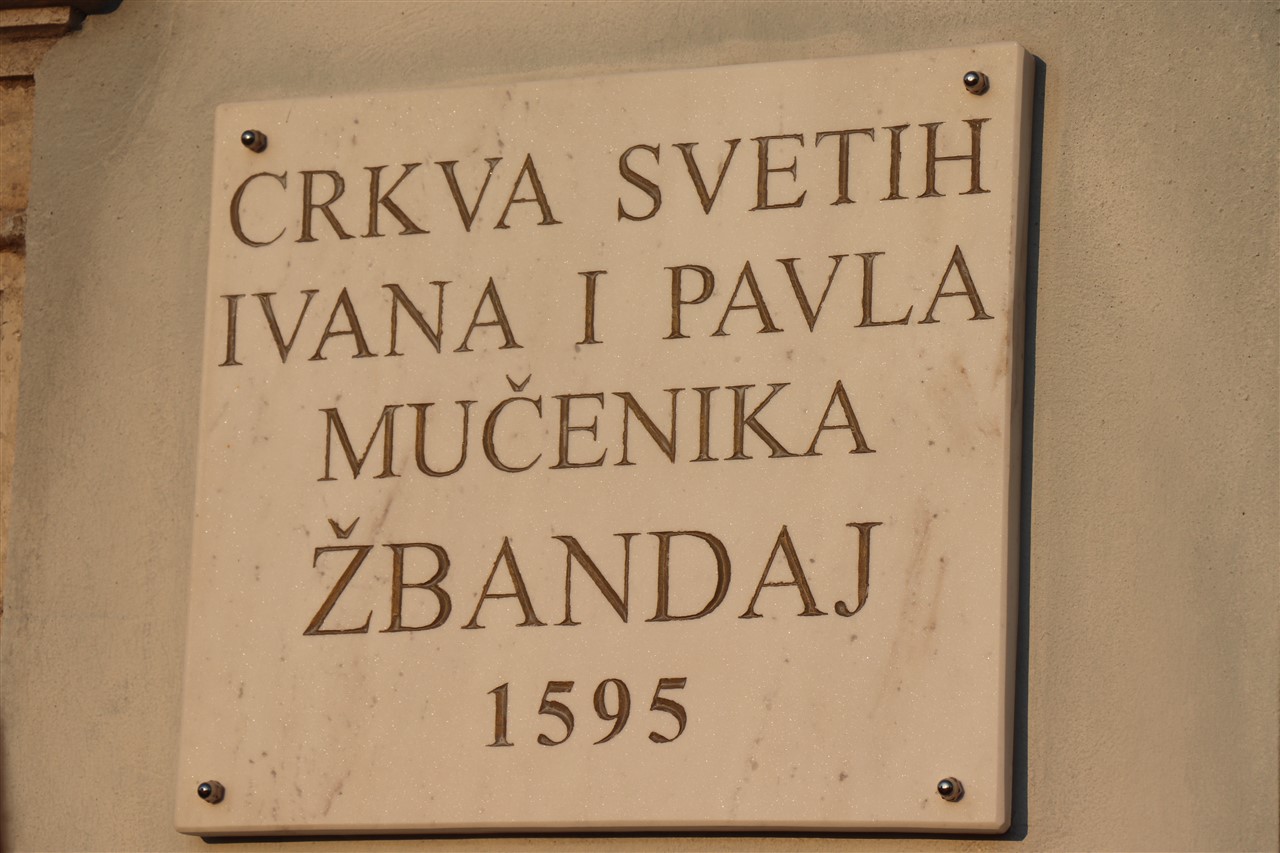 CRKVA SVETIH
IVANA I PAVLA
MUČENIKA
ŽBANDAJ
1595